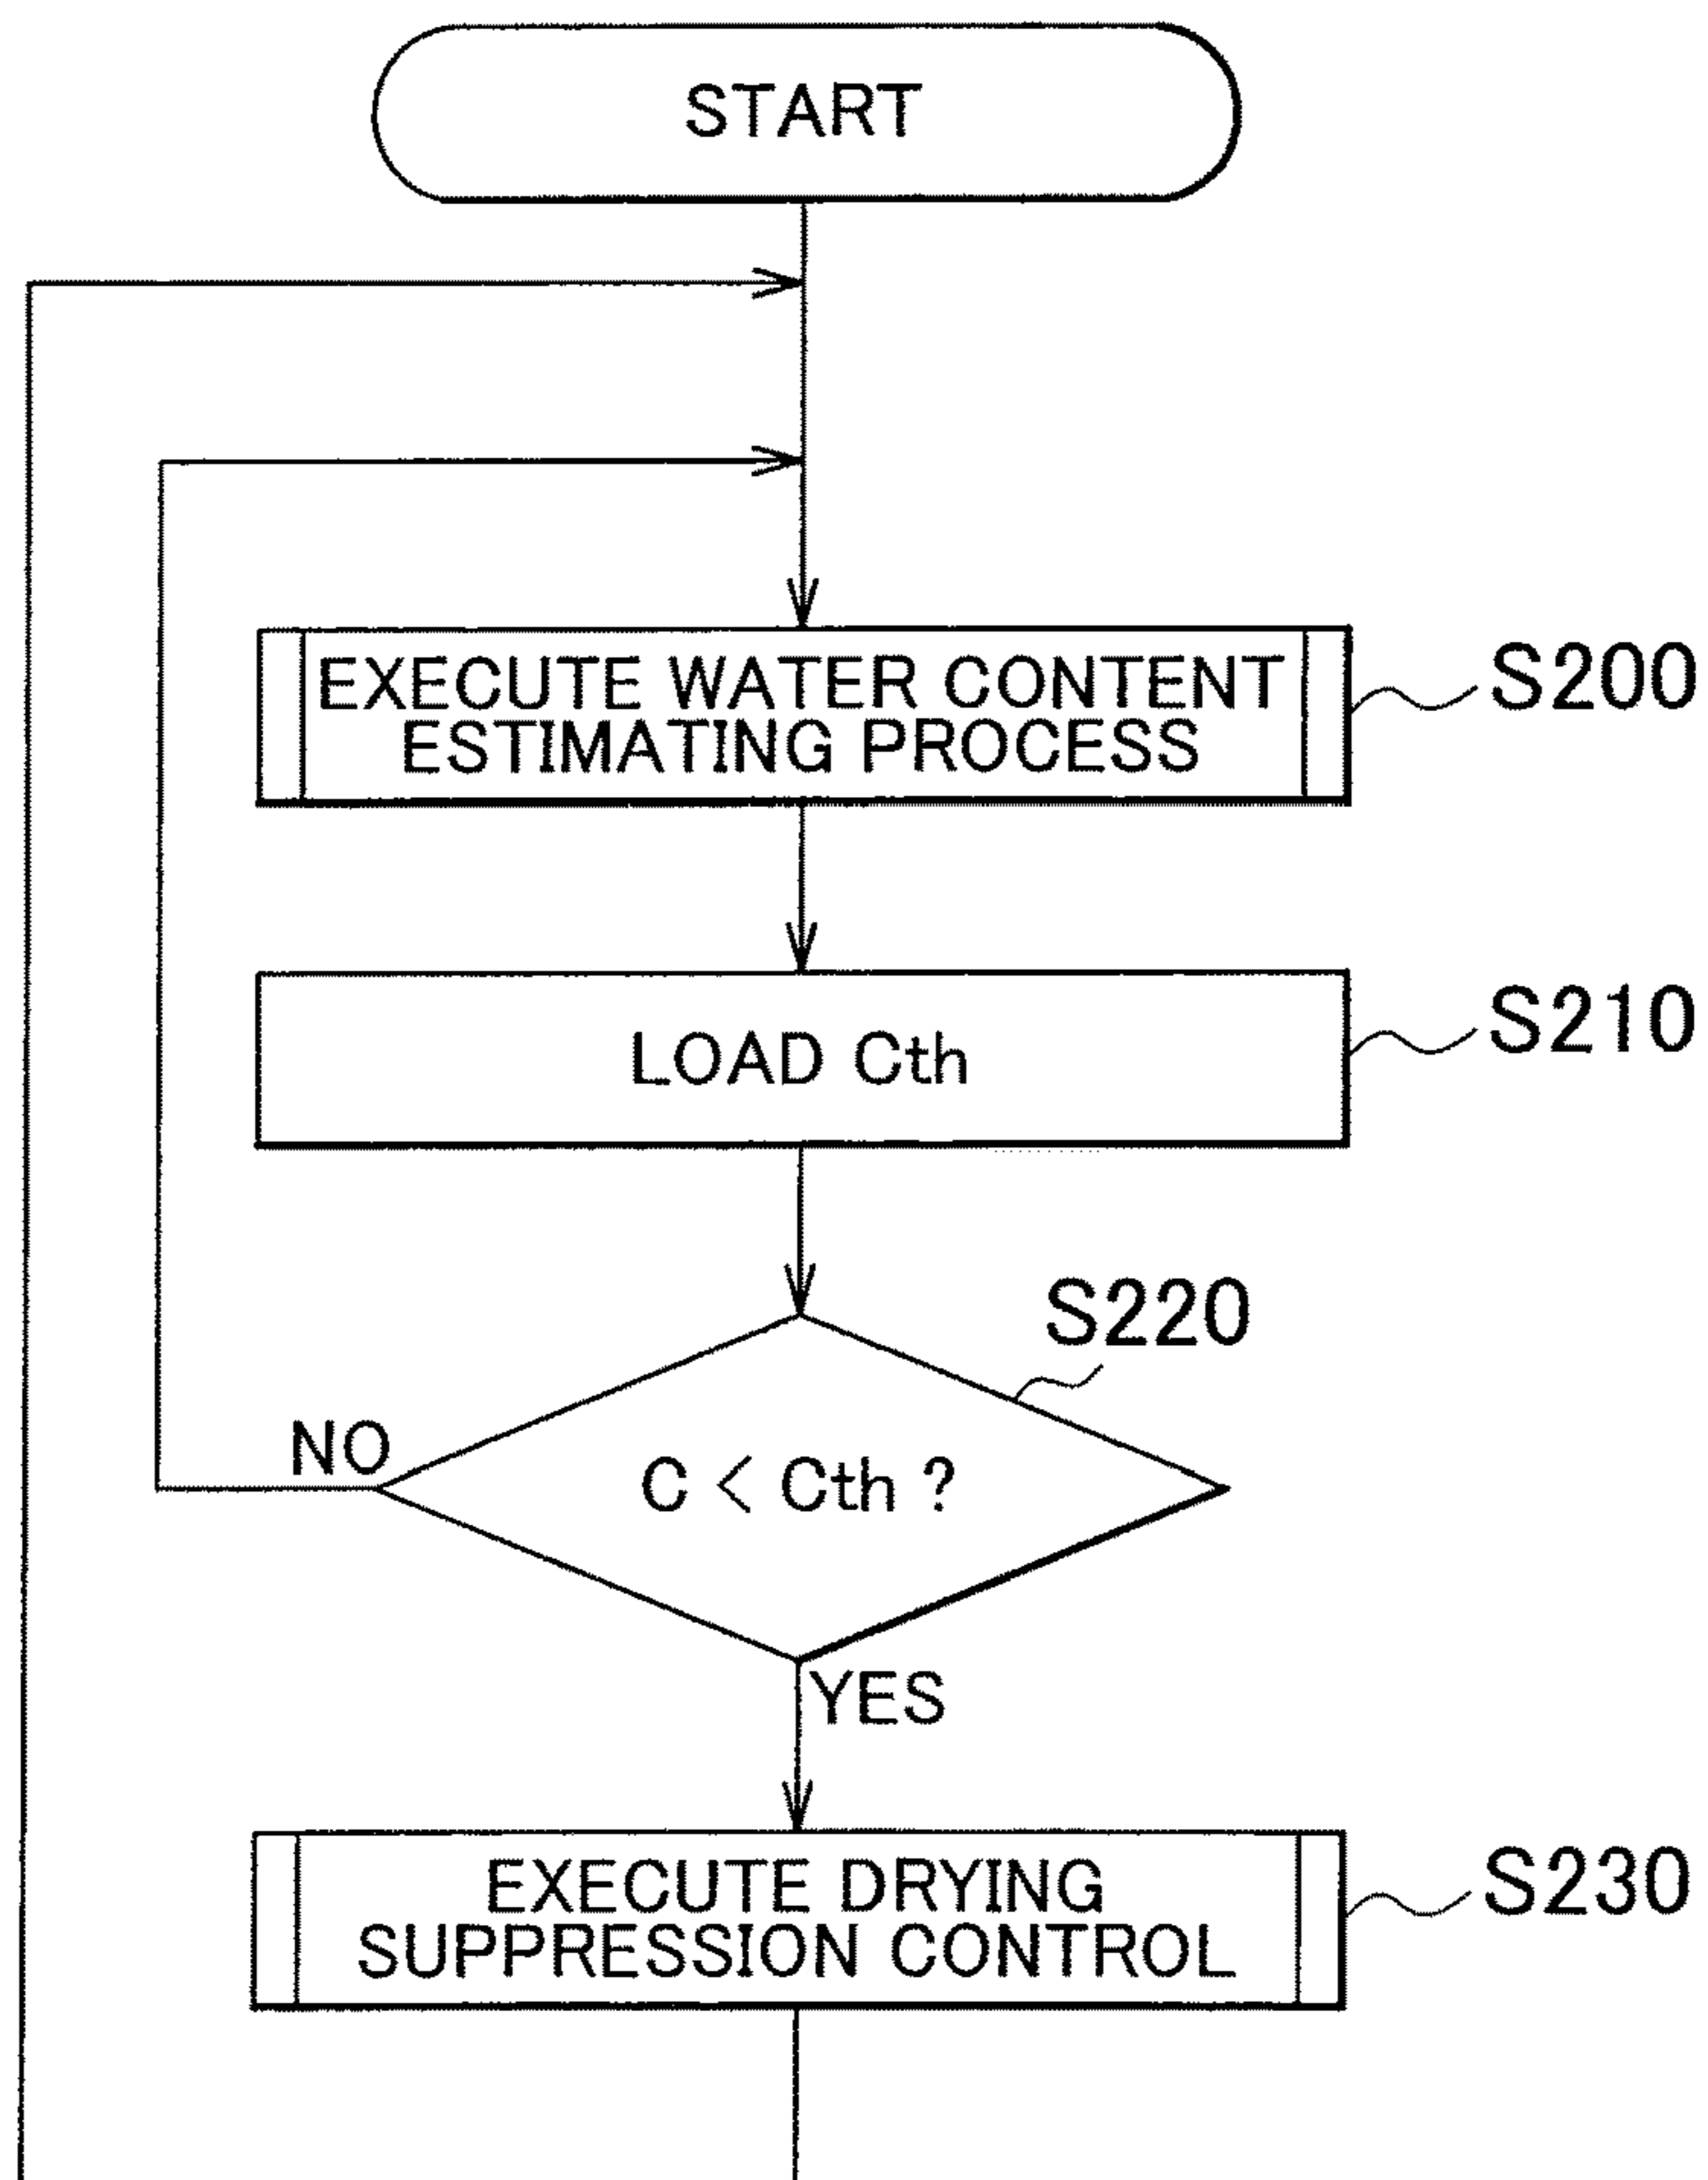 START
EXECUTE WATER CONTENT
ESTIMATING PROCESS
S200
LOAD Cth
S210
S220
NO
C < Cth ?
YES
EXECUTE DRYING
SUPPRESSION CONTROL
S230